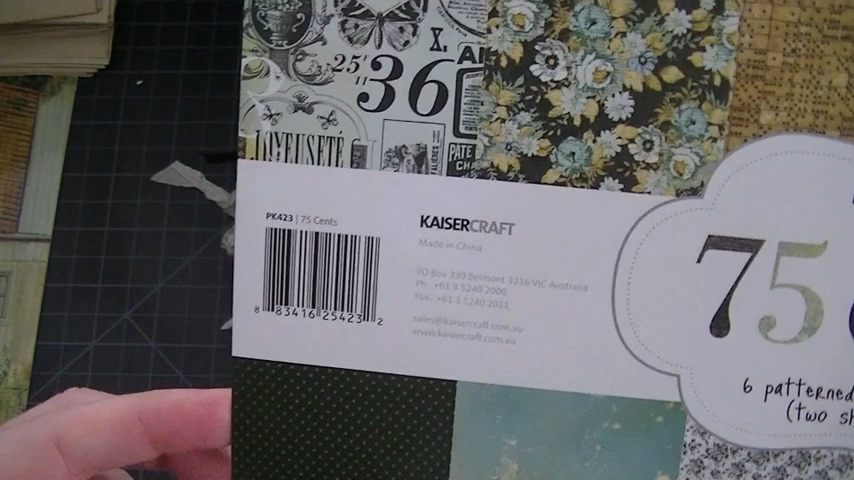 X.
25'
11
36
JOYEUSETÉ
PATE
PK423 | 75 Cents
8 83416 25423 2
KAISERCRAFT
Made in China
PO Box 339 Belmont 3216 VIC Australia
Ph: +61 3 5240 2000
Fax: +61 3 5240 2011
sales@kaisercraft.com.au
www.kaisercraft.com.au
75
6 patterned
(two sh